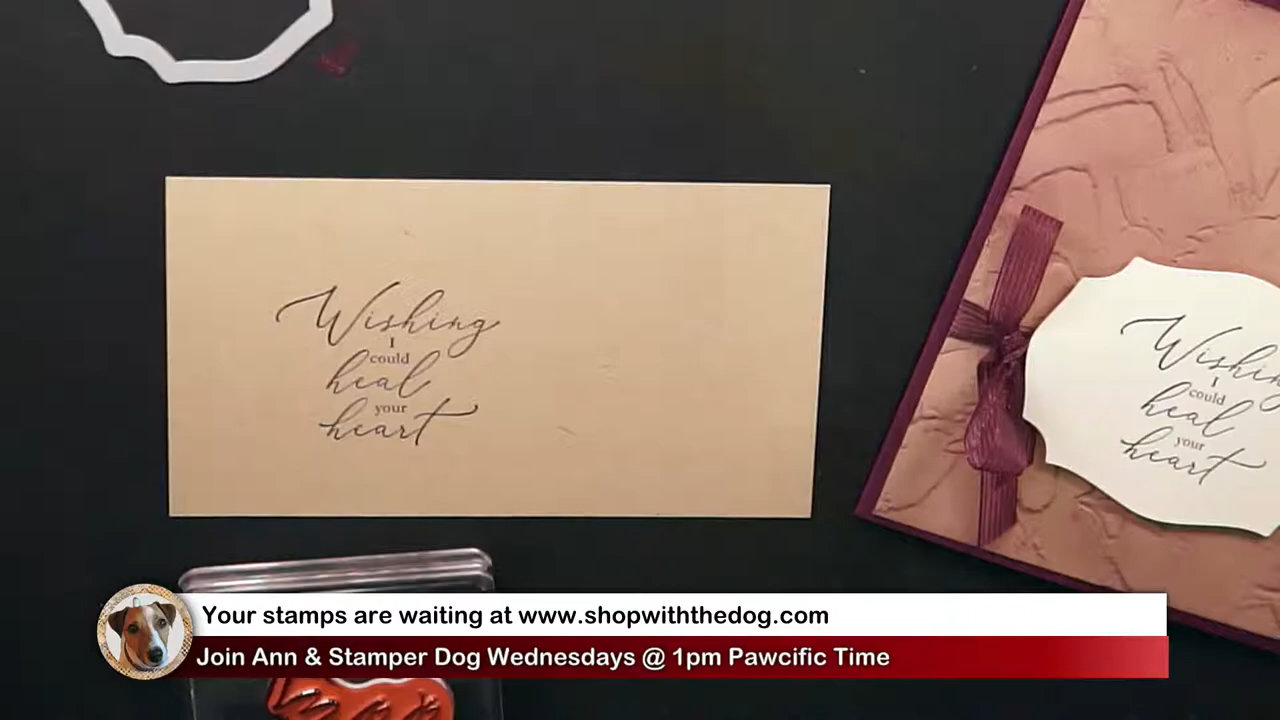 Wishing
I
could
heal
your
heart
Wishing
I
could
heal
your
heart
Your stamps are waiting at www.shopwiththedog.com
Join Ann & Stamper Dog Wednesdays @ 1pm Pawcific Time